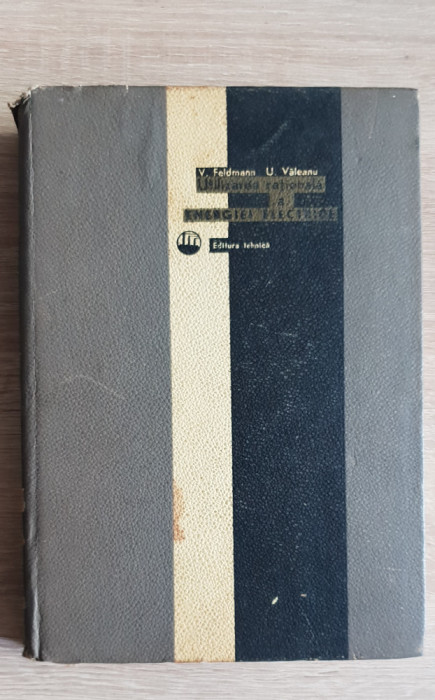 V. Feldmann U. Văleanu
Utilizarea rațională
a
ENERGIEI ELECTRICE
Editura tehnică